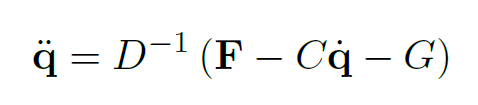 q̈ = D⁻¹ (F − Cq̇ − G)